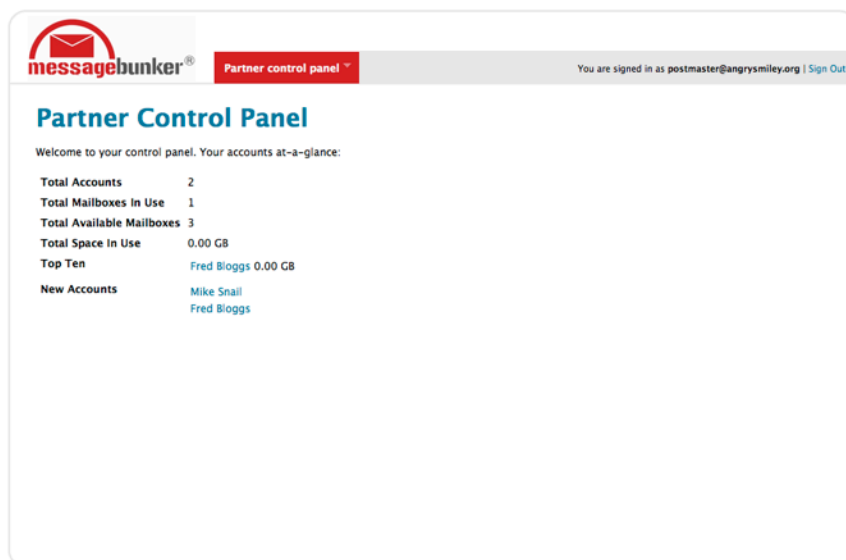 messagebunker®
Partner control panel
You are signed in as postmaster@angrysmiley.org | Sign Out
Partner Control Panel
Welcome to your control panel. Your accounts at-a-glance:
Total Accounts 2
Total Mailboxes In Use 1
Total Available Mailboxes 3
Total Space In Use 0.00 GB
Top Ten Fred Bloggs 0.00 GB
New Accounts Mike Snail
Fred Bloggs